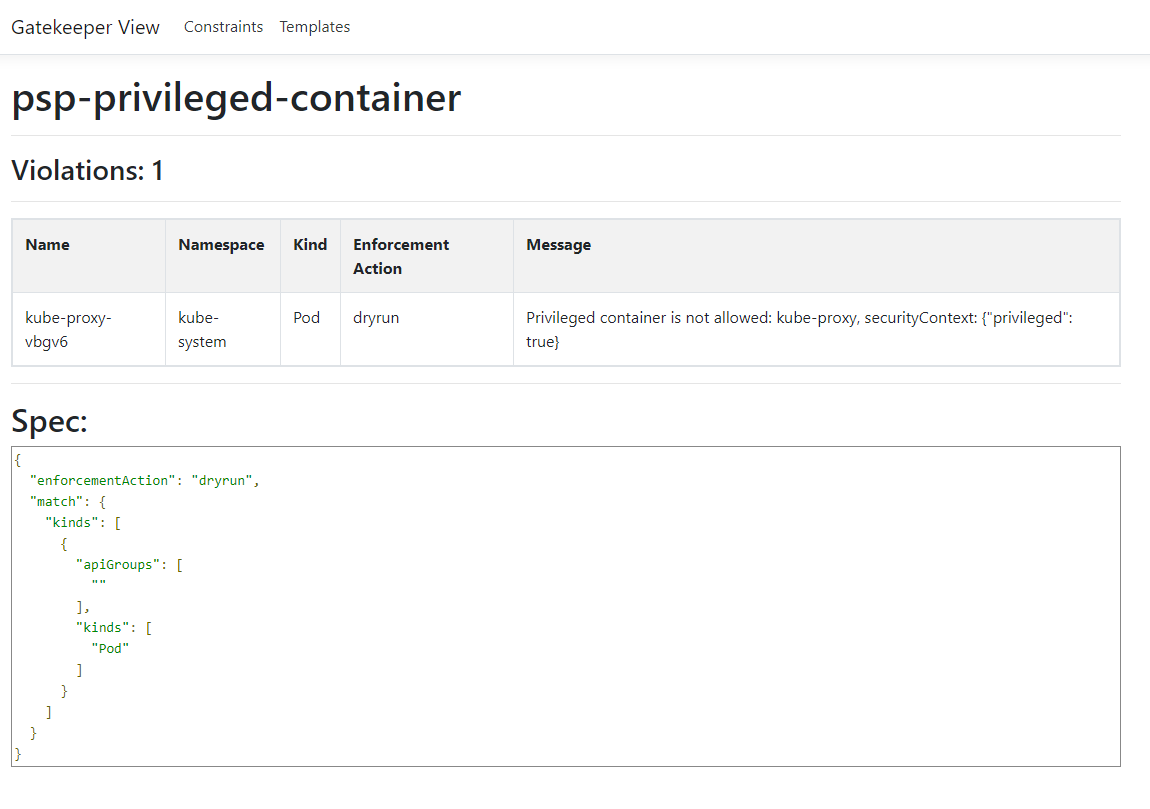 Gatekeeper View Constraints Templates
psp-privileged-container
Violations: 1
Name Namespace Kind Enforcement Action Message
kube-proxy-vbgv6 kube-system Pod dryrun Privileged container is not allowed: kube-proxy, securityContext: {"privileged": true}
Spec:
{
  "enforcementAction": "dryrun",
  "match": {
    "kinds": [
      {
        "apiGroups": [
          ""
        ],
        "kinds": [
          "Pod"
        ]
      }
    ]
  }
}